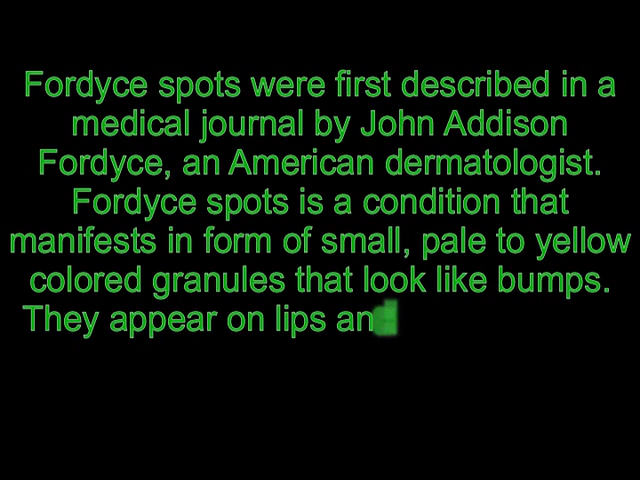 Fordyce spots were first described in a
medical journal by John Addison
Fordyce, an American dermatologist.
Fordyce spots is a condition that
manifests in form of small, pale to yellow
colored granules that look like bumps.
They appear on lips and